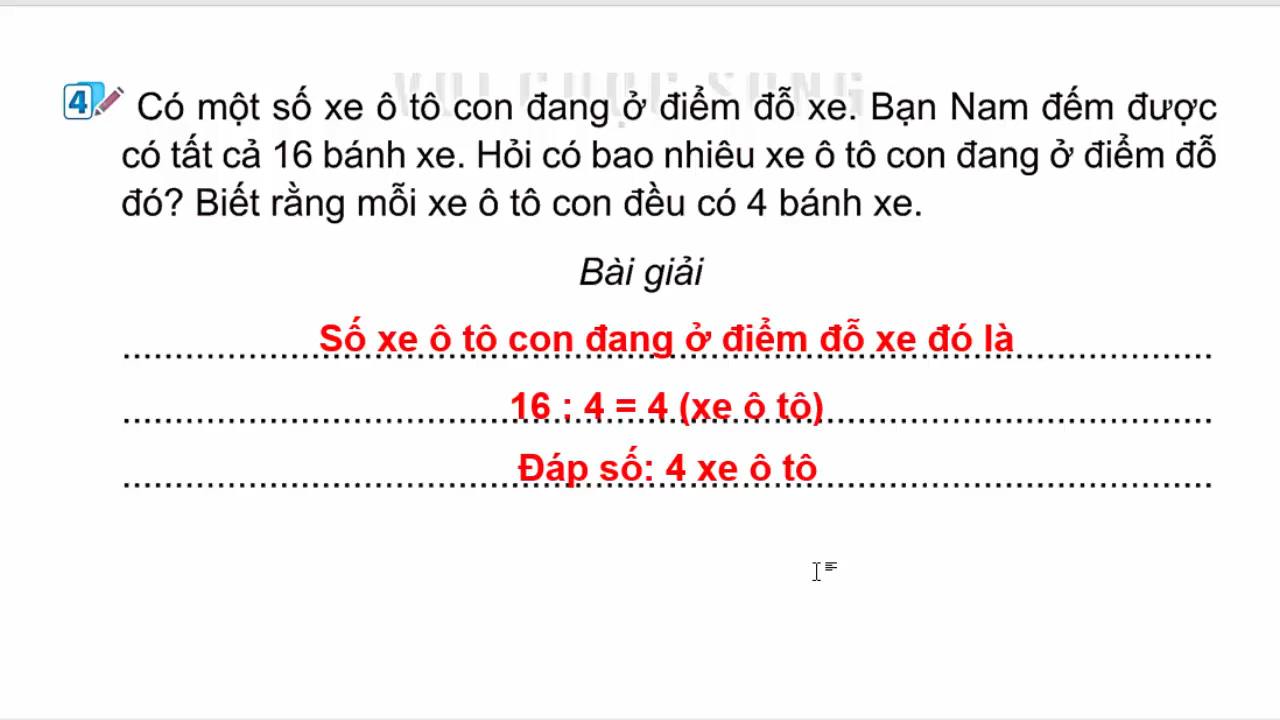 VỚI CUỘC SỐNG
4 Có một số xe ô tô con đang ở điểm đỗ xe. Bạn Nam đếm được
có tất cả 16 bánh xe. Hỏi có bao nhiêu xe ô tô con đang ở điểm đỗ
đó? Biết rằng mỗi xe ô tô con đều có 4 bánh xe.
Bài giải
Số xe ô tô con đang ở điểm đỗ xe đó là
16 : 4 = 4 (xe ô tô)
Đáp số: 4 xe ô tô